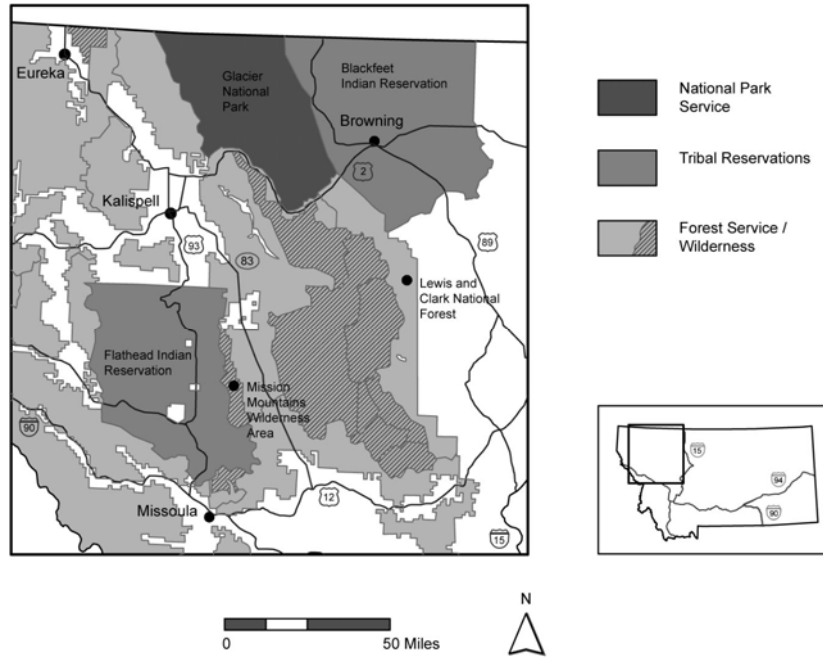 Eureka
Glacier
National
Park
Blackfeet
Indian Reservation
Browning
2
Kalispell
93
83
89
Lewis and
Clark National
Forest
Flathead Indian
Reservation
Mission
Mountains
Wilderness
Area
90
12
Missoula
15
National Park
Service
Tribal Reservations
Forest Service /
Wilderness
15
94
90
N
0 50 Miles